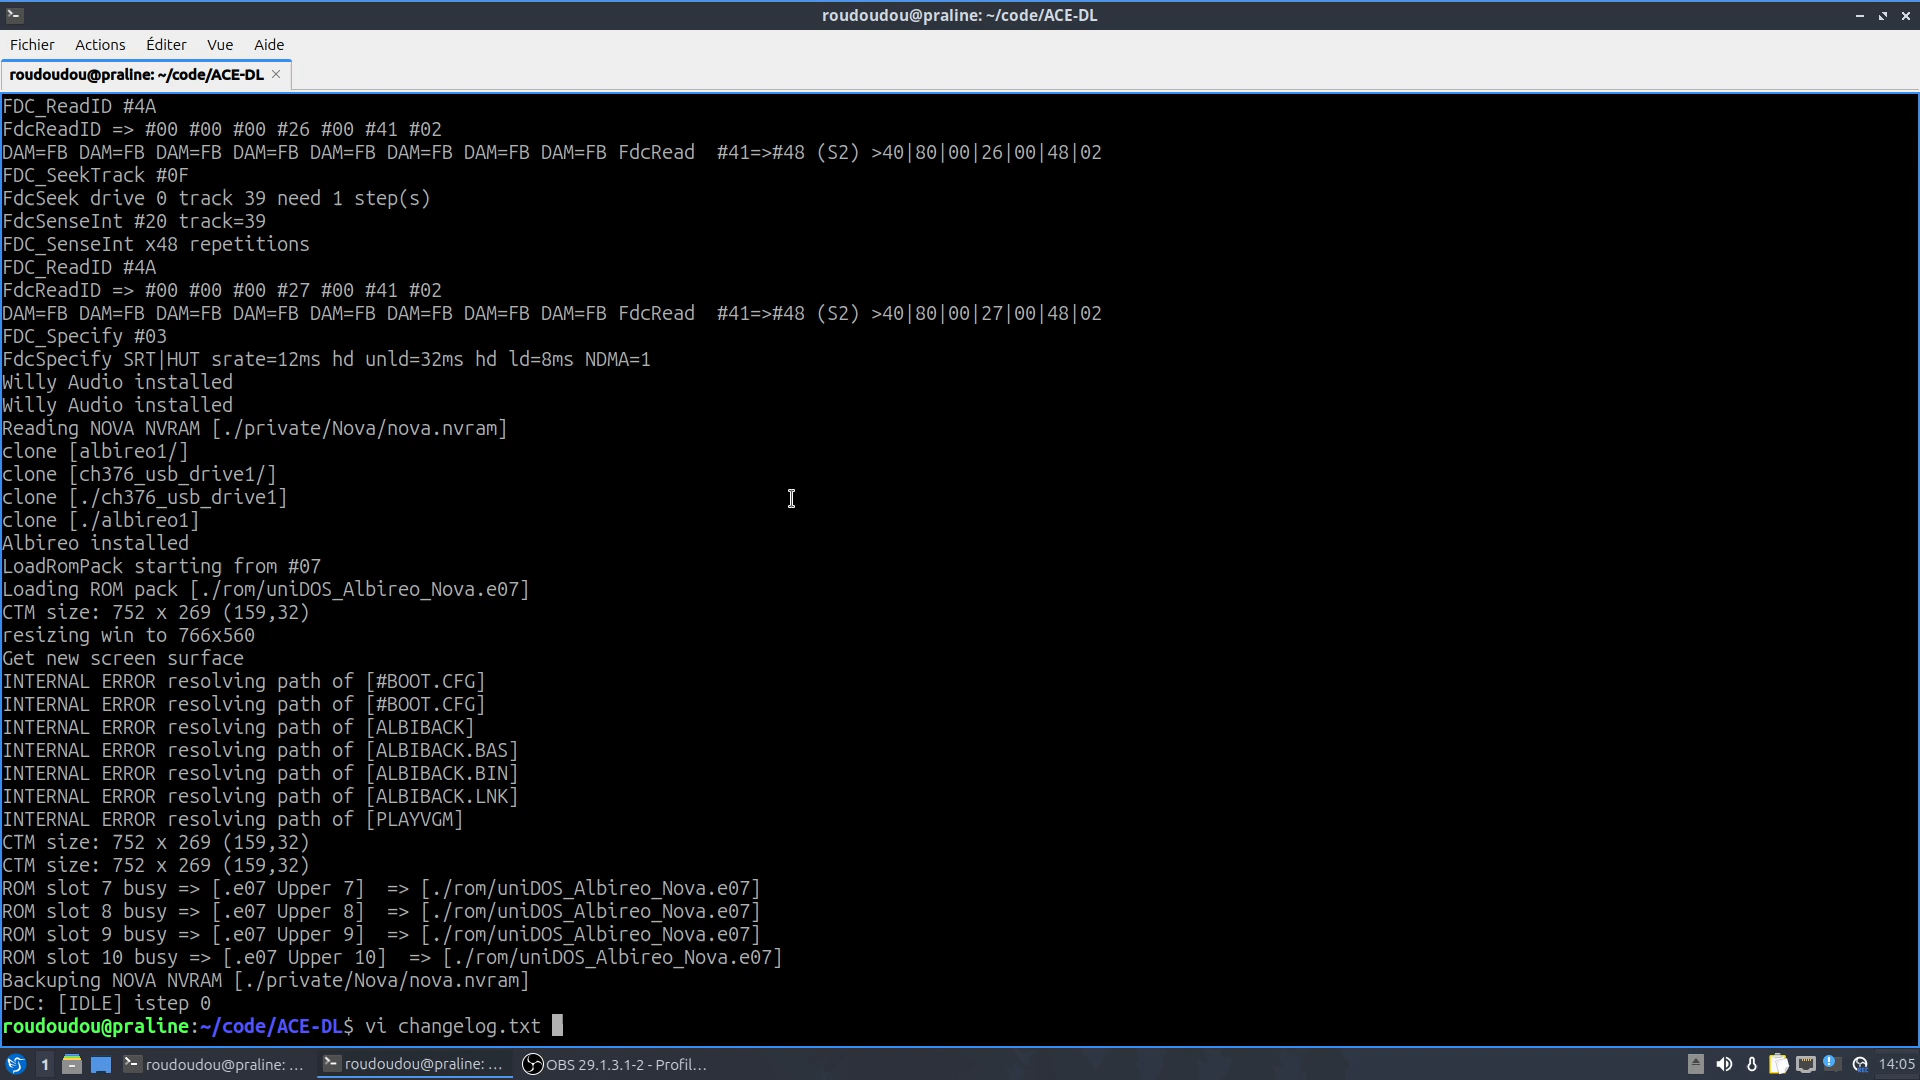 roudoudou@praline: ~/code/ACE-DL
Fichier Actions Éditer Vue Aide
roudoudou@praline: ~/code/ACE-DL
FDC_ReadID #4A
FdcReadID => #00 #00 #00 #26 #00 #41 #02
DAM=FB DAM=FB DAM=FB DAM=FB DAM=FB DAM=FB DAM=FB DAM=FB FdcRead  #41=>#48 (S2) >40|80|00|26|00|48|02
FDC_SeekTrack #0F
FdcSeek drive 0 track 39 need 1 step(s)
FdcSenseInt #20 track=39
FDC_SenseInt x48 repetitions
FDC_ReadID #4A
FdcReadID => #00 #00 #00 #27 #00 #41 #02
DAM=FB DAM=FB DAM=FB DAM=FB DAM=FB DAM=FB DAM=FB DAM=FB FdcRead  #41=>#48 (S2) >40|80|00|27|00|48|02
FDC_Specify #03
FdcSpecify SRT|HUT srate=12ms hd unld=32ms hd ld=8ms NDMA=1
Willy Audio installed
Willy Audio installed
Reading NOVA NVRAM [./private/Nova/nova.nvram]
clone [albireo1/]
clone [ch376_usb_drive1/]
clone [./ch376_usb_drive1]
clone [./albireo1]
Albireo installed
LoadRomPack starting from #07
Loading ROM pack [./rom/uniDOS_Albireo_Nova.e07]
CTM size: 752 x 269 (159,32)
resizing win to 766x560
Get new screen surface
INTERNAL ERROR resolving path of [#BOOT.CFG]
INTERNAL ERROR resolving path of [#BOOT.CFG]
INTERNAL ERROR resolving path of [ALBIBACK]
INTERNAL ERROR resolving path of [ALBIBACK.BAS]
INTERNAL ERROR resolving path of [ALBIBACK.BIN]
INTERNAL ERROR resolving path of [ALBIBACK.LNK]
INTERNAL ERROR resolving path of [PLAYVGM]
CTM size: 752 x 269 (159,32)
CTM size: 752 x 269 (159,32)
ROM slot 7 busy => [.e07 Upper 7]  => [./rom/uniDOS_Albireo_Nova.e07]
ROM slot 8 busy => [.e07 Upper 8]  => [./rom/uniDOS_Albireo_Nova.e07]
ROM slot 9 busy => [.e07 Upper 9]  => [./rom/uniDOS_Albireo_Nova.e07]
ROM slot 10 busy => [.e07 Upper 10]  => [./rom/uniDOS_Albireo_Nova.e07]
Backuping NOVA NVRAM [./private/Nova/nova.nvram]
FDC: [IDLE] istep 0
roudoudou@praline:~/code/ACE-DL$ vi changelog.txt
1 roudoudou@praline: ... roudoudou@praline: ... OBS 29.1.3.1-2 - Profil... 14:05